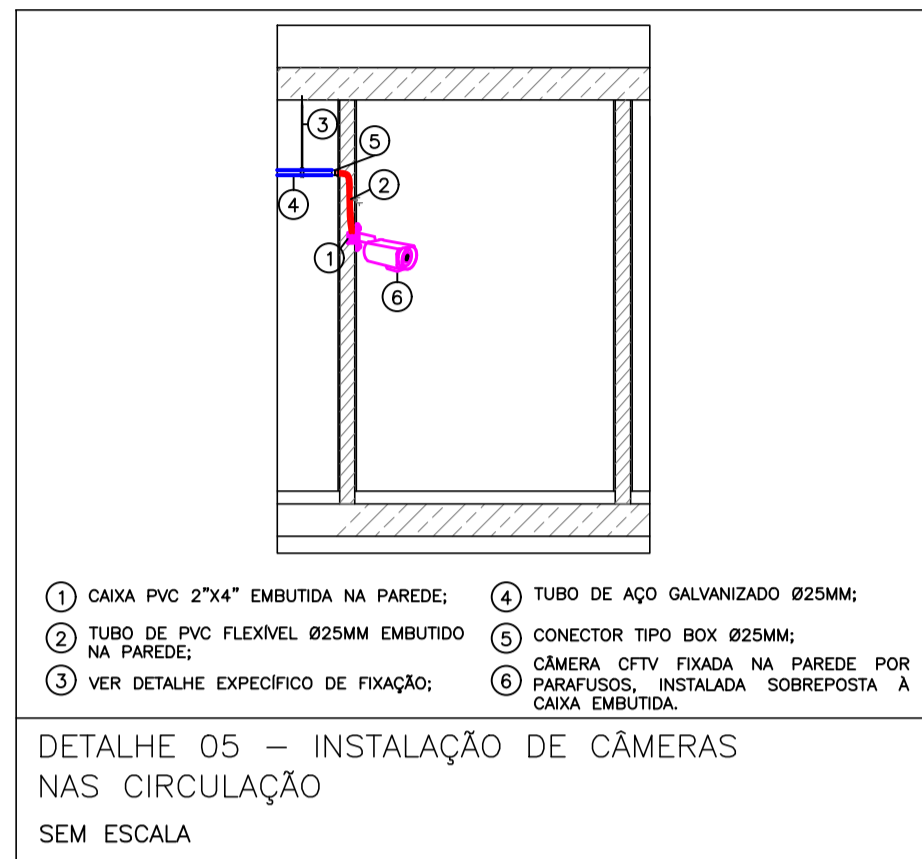 3
5
4
2
1
6
1 CAIXA PVC 2"X4" EMBUTIDA NA PAREDE;
2 TUBO DE PVC FLEXÍVEL Ø25MM EMBUTIDO
NA PAREDE;
3 VER DETALHE EXPECÍFICO DE FIXAÇÃO;
4 TUBO DE AÇO GALVANIZADO Ø25MM;
5 CONECTOR TIPO BOX Ø25MM;
6 CÂMERA CFTV FIXADA NA PAREDE POR
PARAFUSOS, INSTALADA SOBREPOSTA À
CAIXA EMBUTIDA.
DETALHE 05 – INSTALAÇÃO DE CÂMERAS
NAS CIRCULAÇÃO
SEM ESCALA